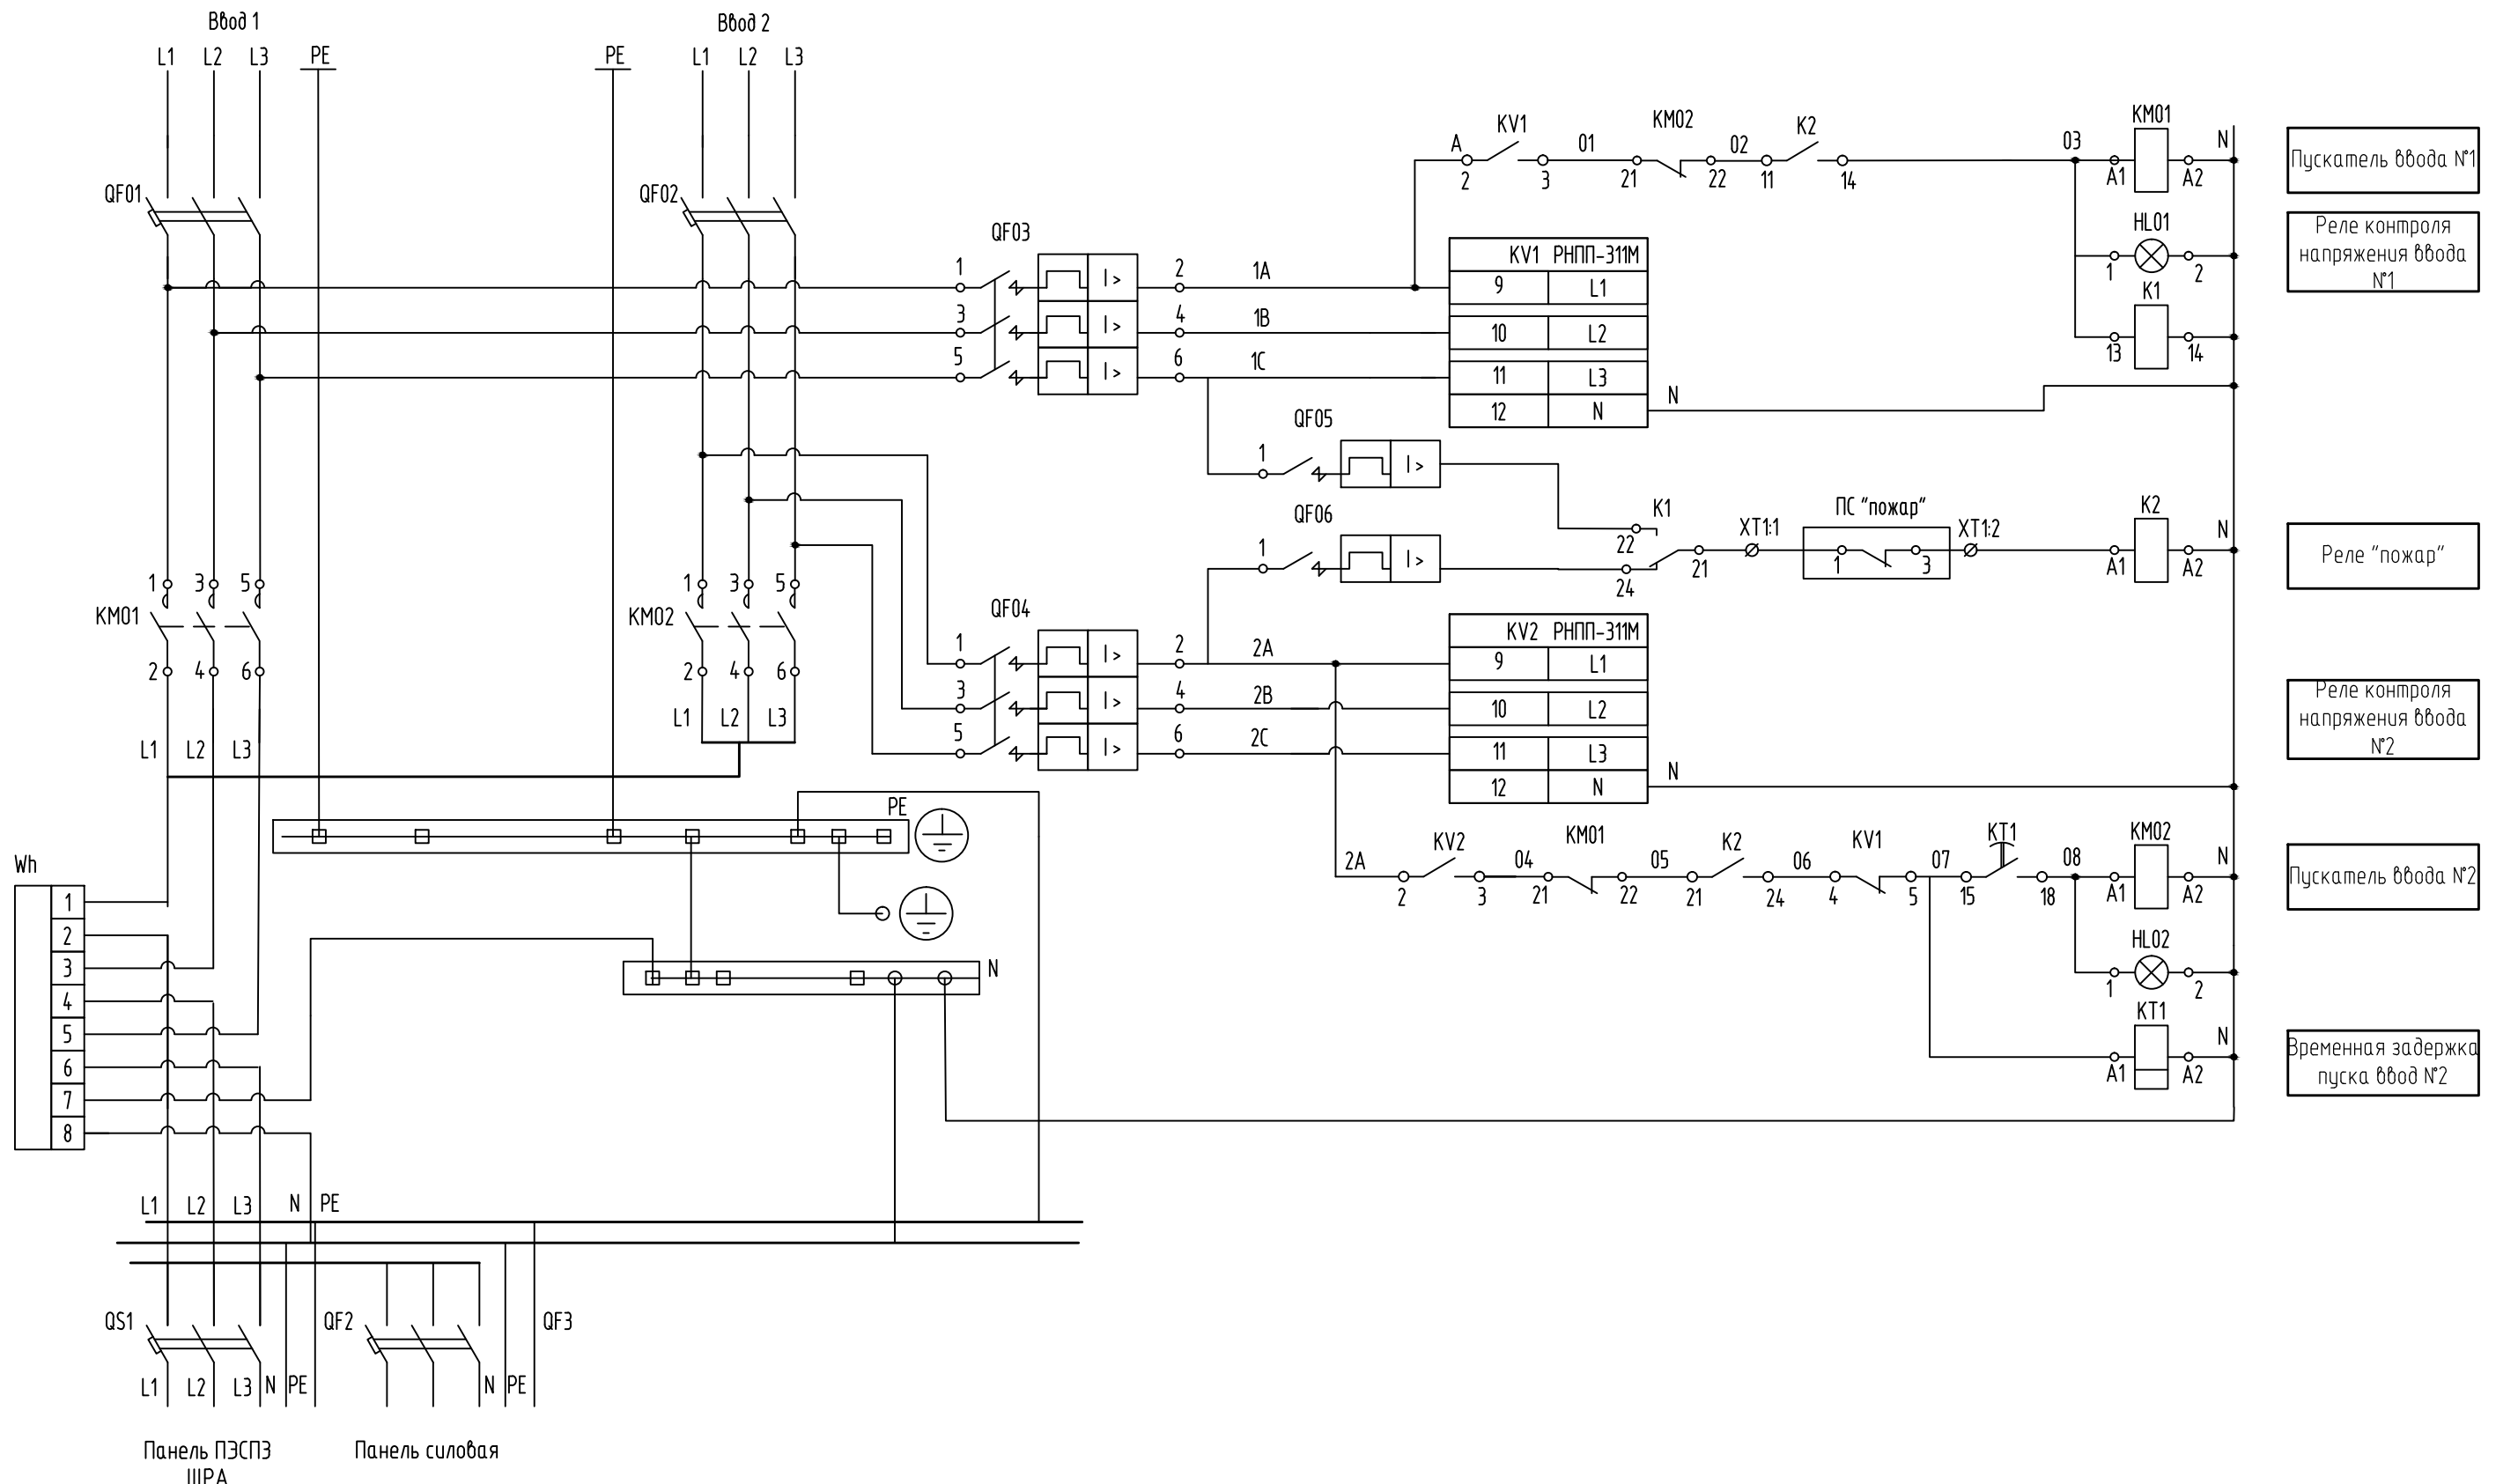 Ввод 1
Ввод 2
L1 L2 L3 PE
PE L1 L2 L3
QF01
QF02
QF03
1 2 1A
3 4 1B
5 6 1C
A KV1 01 KM02 02 K2 03 KM01 N
2 3 21 22 11 14 A1 A2
Пускатель ввода №1
HL01
1 2
Реле контроля
напряжения ввода
№1
K1
13 14
KV1 РНПП-311М
9 L1
10 L2
11 L3
12 N
N
QF05
1
QF06
1
K1
22
24
21
XT1:1
ПС "пожар"
1 3
XT1:2
K2 N
A1 A2
Реле "пожар"
KM01
1 3 5
2 4 6
L1 L2 L3
KM02
1 3 5
2 4 6
L1 L2 L3
QF04
1 2 2A
3 4 2B
5 6 2C
KV2 РНПП-311М
9 L1
10 L2
11 L3
12 N
N
Реле контроля
напряжения ввода
№2
PE
2A KV2 04 KM01 05 K2 06 KV1 07 KT1 08 KM02 N
2 3 21 22 21 24 4 5 15 18 A1 A2
Пускатель ввода №2
HL02
1 2
KT1 N
A1 A2
Временная задержка
пуска ввод №2
Wh
1
2
3
4
5
6
7
8
N
L1 L2 L3 N PE
QS1
QF2
QF3
L1 L2 L3 N PE
N PE
Панель ПЭСПЗ
ЩРА
Панель силовая